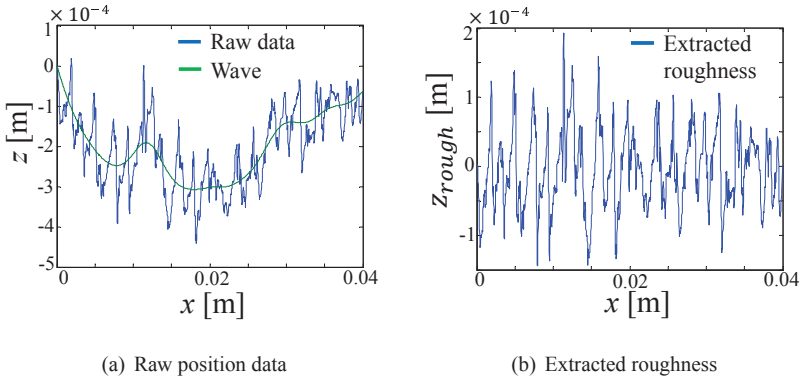 × 10⁻⁴
1
0
-1
-2
-3
-4
-5
0
0.02
0.04
z [m]
x [m]
Raw data
Wave
(a) Raw position data
× 10⁻⁴
2
1
0
-1
0
0.02
0.04
z_rough [m]
x [m]
Extracted
roughness
(b) Extracted roughness